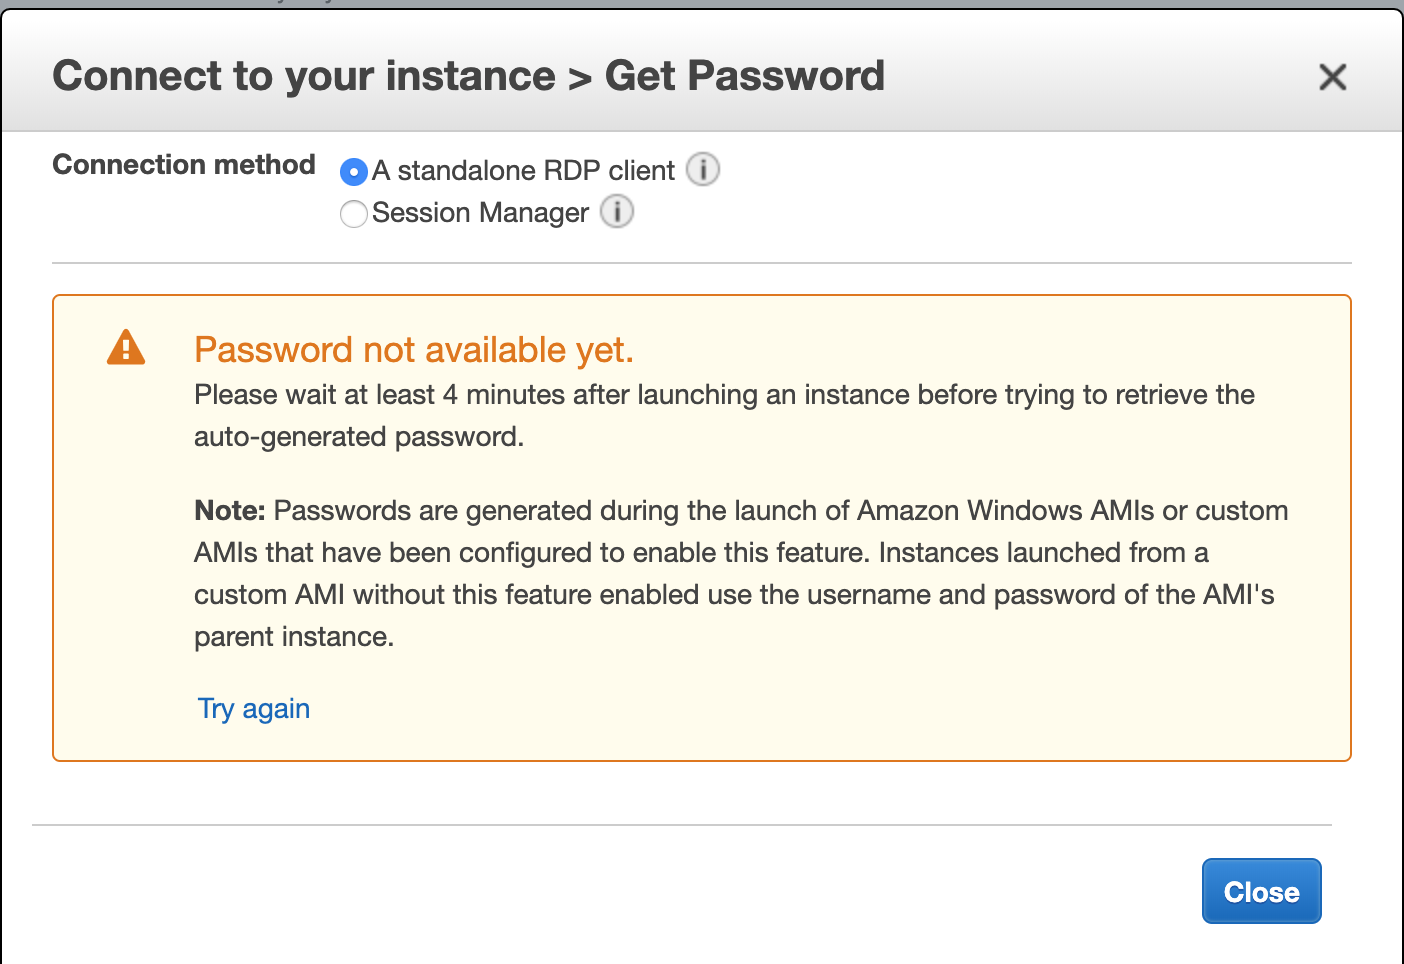 Connect to your instance > Get Password
Connection method
A standalone RDP client
Session Manager
Password not available yet.
Please wait at least 4 minutes after launching an instance before trying to retrieve the
auto-generated password.
Note: Passwords are generated during the launch of Amazon Windows AMIs or custom
AMIs that have been configured to enable this feature. Instances launched from a
custom AMI without this feature enabled use the username and password of the AMI's
parent instance.
Try again
Close